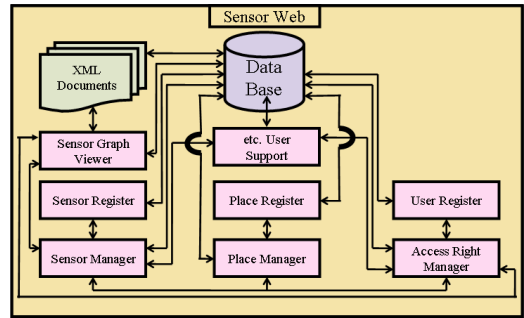 Sensor Web
XML
Documents
Data
Base
Sensor Graph
Viewer
etc. User
Support
Sensor Register
Place Register
User Register
Sensor Manager
Place Manager
Access Right
Manager